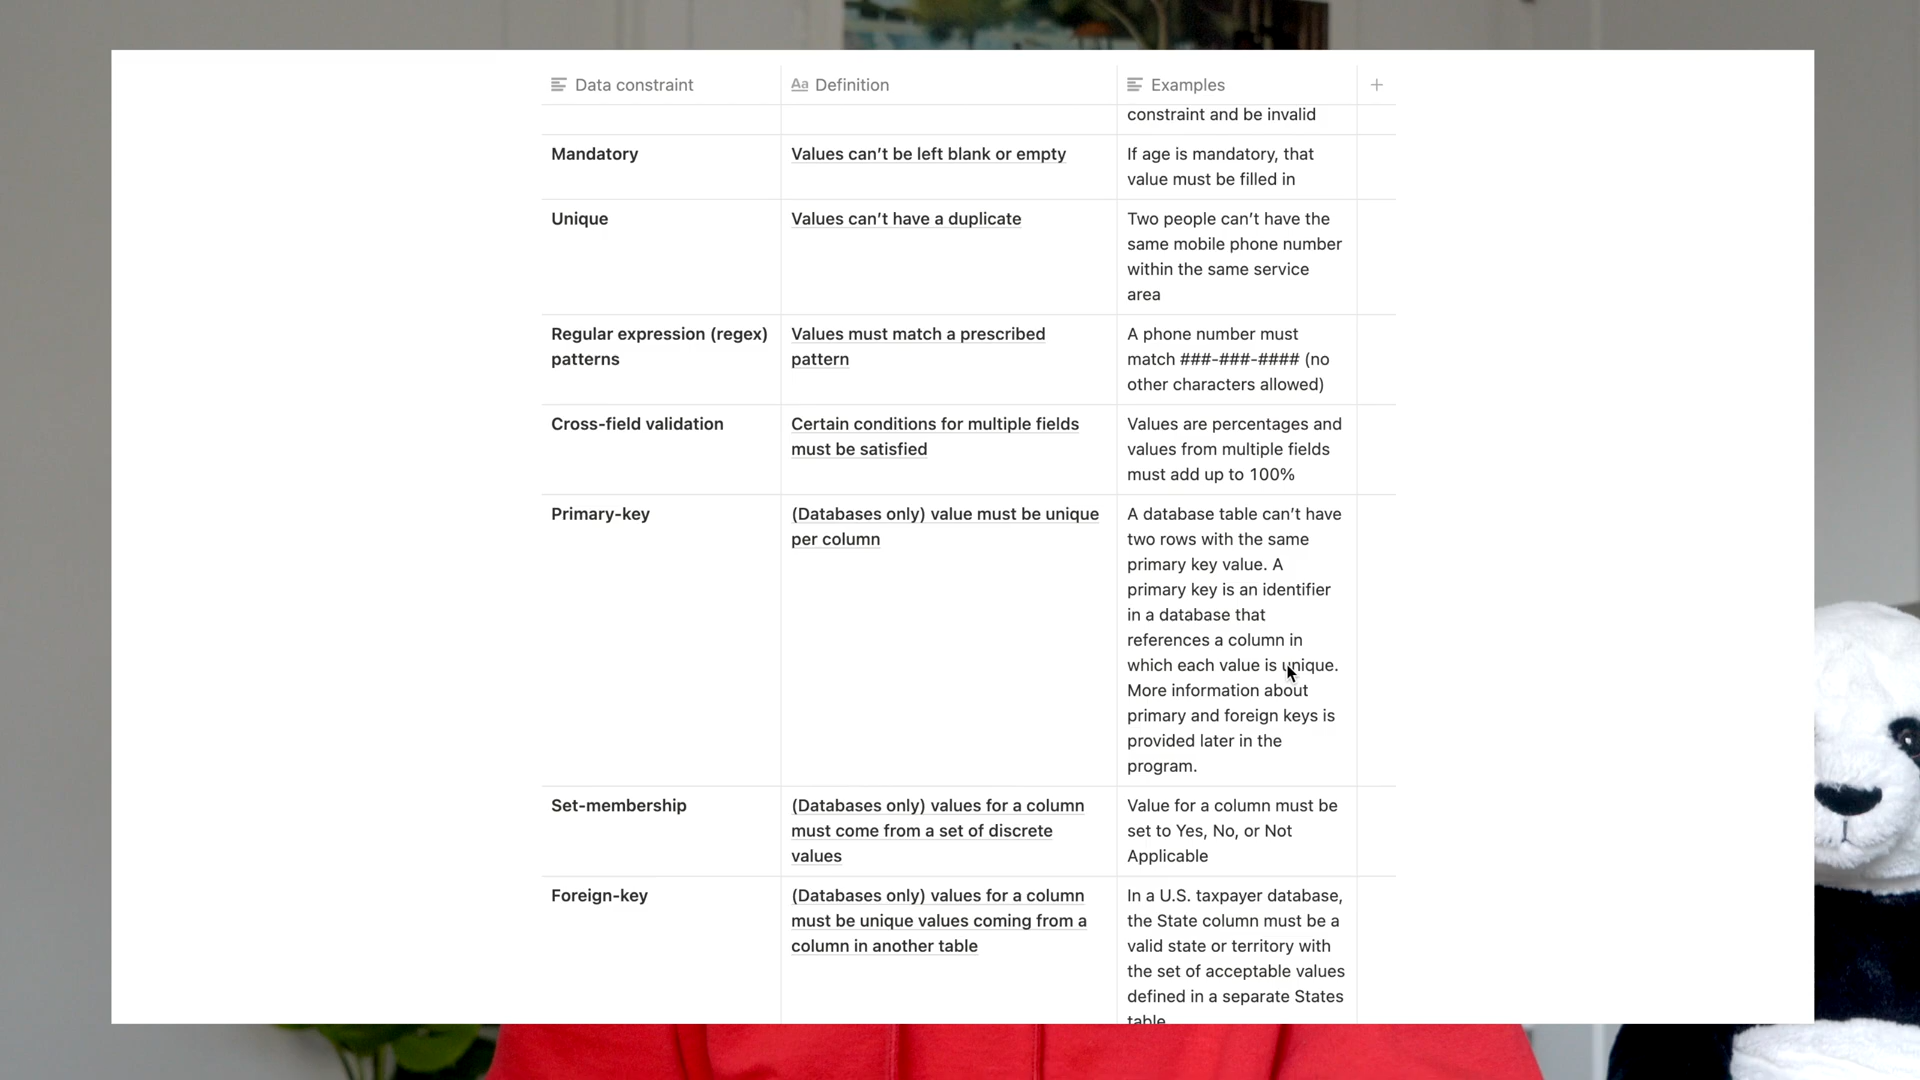 Data constraint
Aa Definition
Examples
constraint and be invalid
Mandatory
Values can’t be left blank or empty
If age is mandatory, that
value must be filled in
Unique
Values can’t have a duplicate
Two people can’t have the
same mobile phone number
within the same service
area
Regular expression (regex)
patterns
Values must match a prescribed
pattern
A phone number must
match ###-###-#### (no
other characters allowed)
Cross-field validation
Certain conditions for multiple fields
must be satisfied
Values are percentages and
values from multiple fields
must add up to 100%
Primary-key
(Databases only) value must be unique
per column
A database table can’t have
two rows with the same
primary key value. A
primary key is an identifier
in a database that
references a column in
which each value is unique.
More information about
primary and foreign keys is
provided later in the
program.
Set-membership
(Databases only) values for a column
must come from a set of discrete
values
Value for a column must be
set to Yes, No, or Not
Applicable
Foreign-key
(Databases only) values for a column
must be unique values coming from a
column in another table
In a U.S. taxpayer database,
the State column must be a
valid state or territory with
the set of acceptable values
defined in a separate States
table